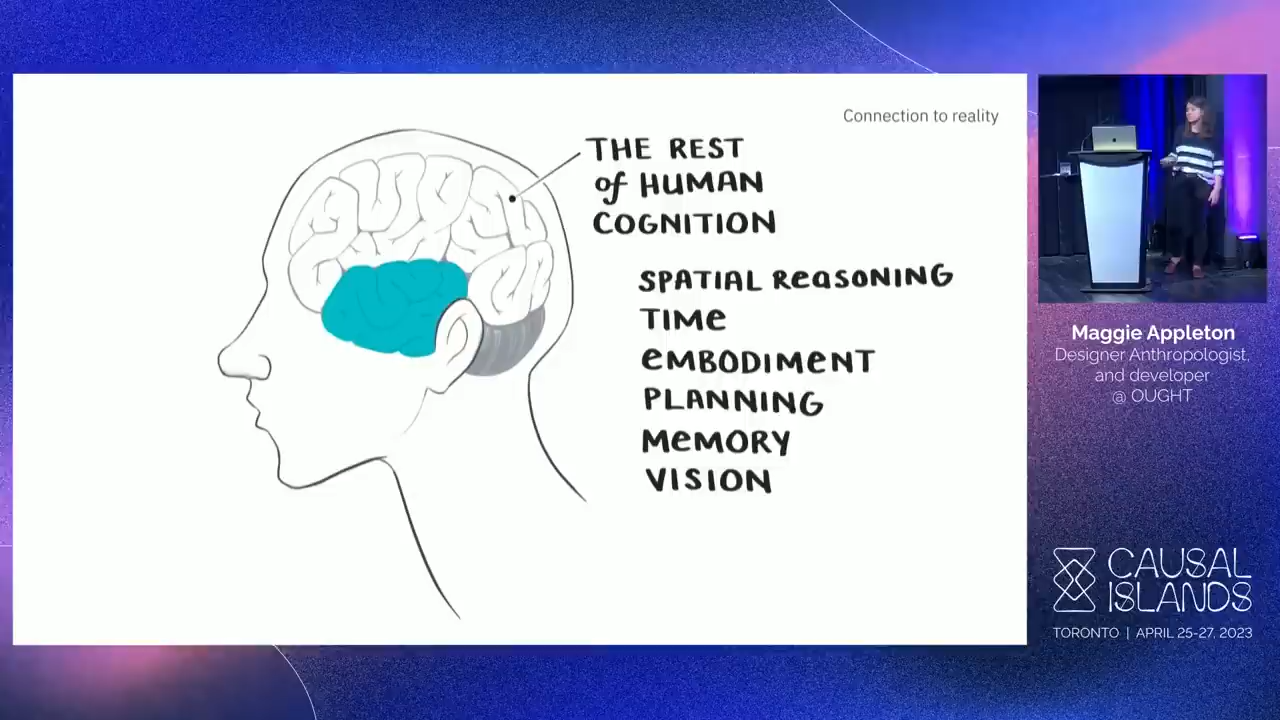 Connection to reality
THE REST
of HUMAN
COGNITION
SPATIAL REASONING
TIME
EMBODIMENT
PLANNING
MEMORY
VISION
Maggie Appleton
Designer Anthropologist,
and developer
@ OUGHT
CAUSAL
ISLANDS
TORONTO | APRIL 25-27, 2023